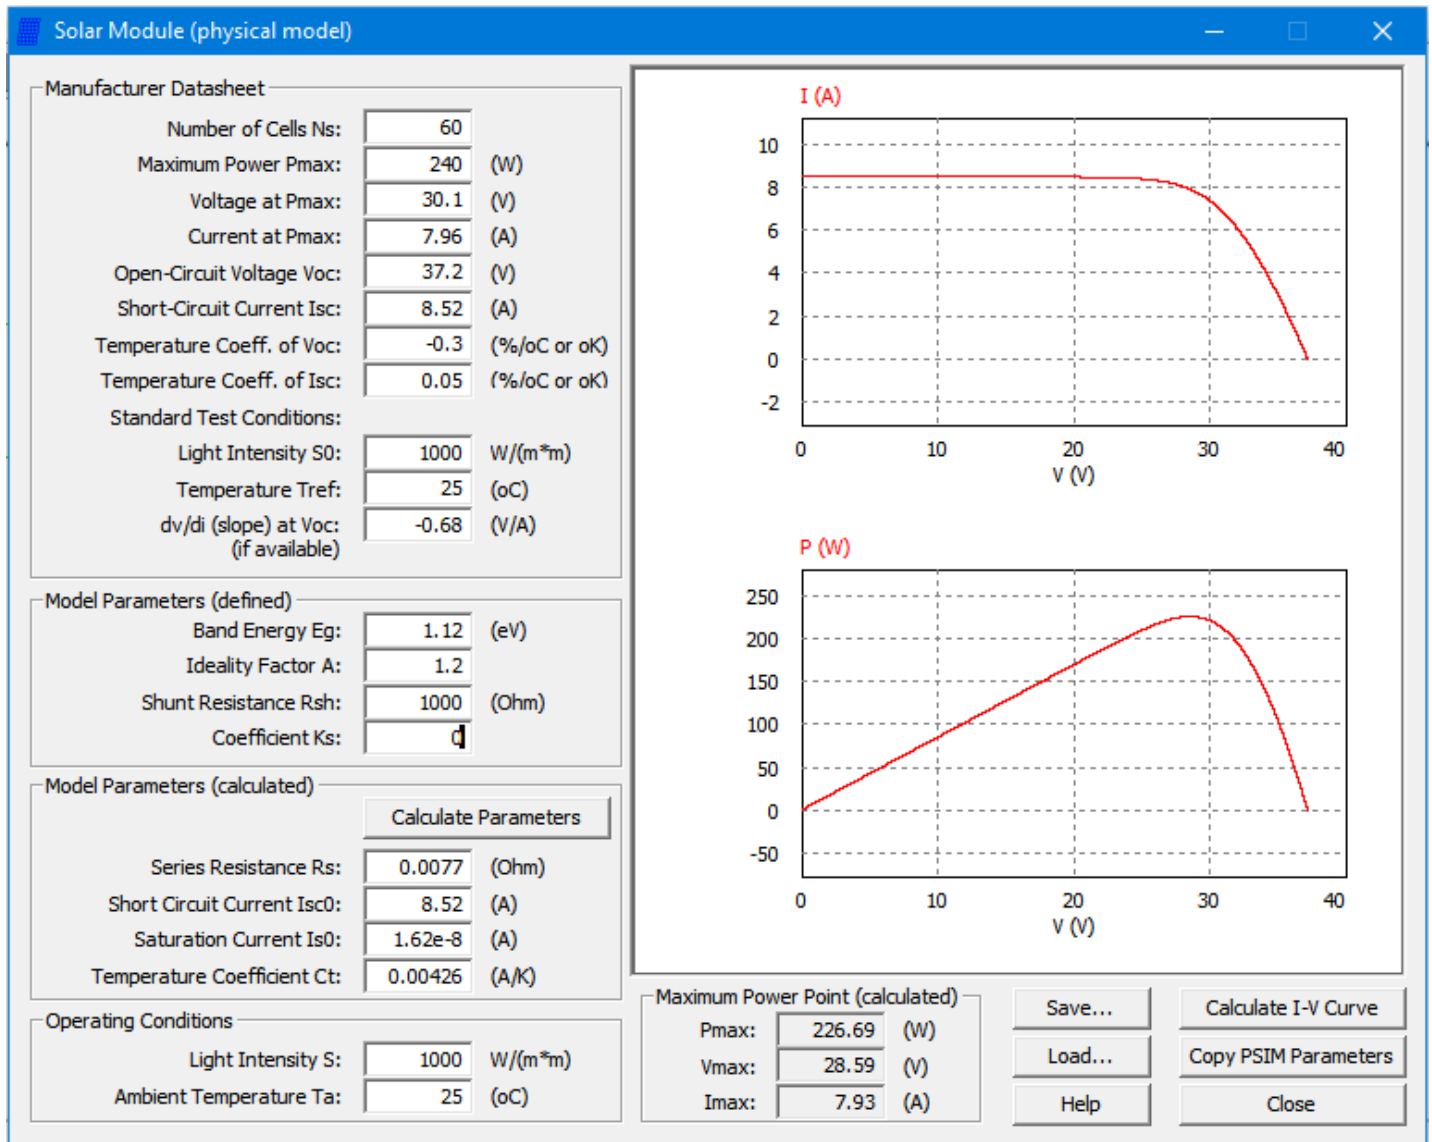 Solar Module (physical model)
Manufacturer Datasheet
Number of Cells Ns: 60
Maximum Power Pmax: 240 (W)
Voltage at Pmax: 30.1 (V)
Current at Pmax: 7.96 (A)
Open-Circuit Voltage Voc: 37.2 (V)
Short-Circuit Current Isc: 8.52 (A)
Temperature Coeff. of Voc: -0.3 (%/oC or oK)
Temperature Coeff. of Isc: 0.05 (%/oC or oK)
Standard Test Conditions:
Light Intensity S0: 1000 W/(m*m)
Temperature Tref: 25 (oC)
dv/di (slope) at Voc: -0.68 (V/A)
(if available)
Model Parameters (defined)
Band Energy Eg: 1.12 (eV)
Ideality Factor A: 1.2
Shunt Resistance Rsh: 1000 (Ohm)
Coefficient Ks: 0
Model Parameters (calculated)
Calculate Parameters
Series Resistance Rs: 0.0077 (Ohm)
Short Circuit Current Isc0: 8.52 (A)
Saturation Current Is0: 1.62e-8 (A)
Temperature Coefficient Ct: 0.00426 (A/K)
Operating Conditions
Light Intensity S: 1000 W/(m*m)
Ambient Temperature Ta: 25 (oC)
I (A)
10
8
6
4
2
0
-2
0 10 20 30 40
V (V)
P (W)
250
200
150
100
50
0
-50
0 10 20 30 40
V (V)
Maximum Power Point (calculated)
Pmax: 226.69 (W)
Vmax: 28.59 (V)
Imax: 7.93 (A)
Save... Calculate I-V Curve
Load... Copy PSIM Parameters
Help Close